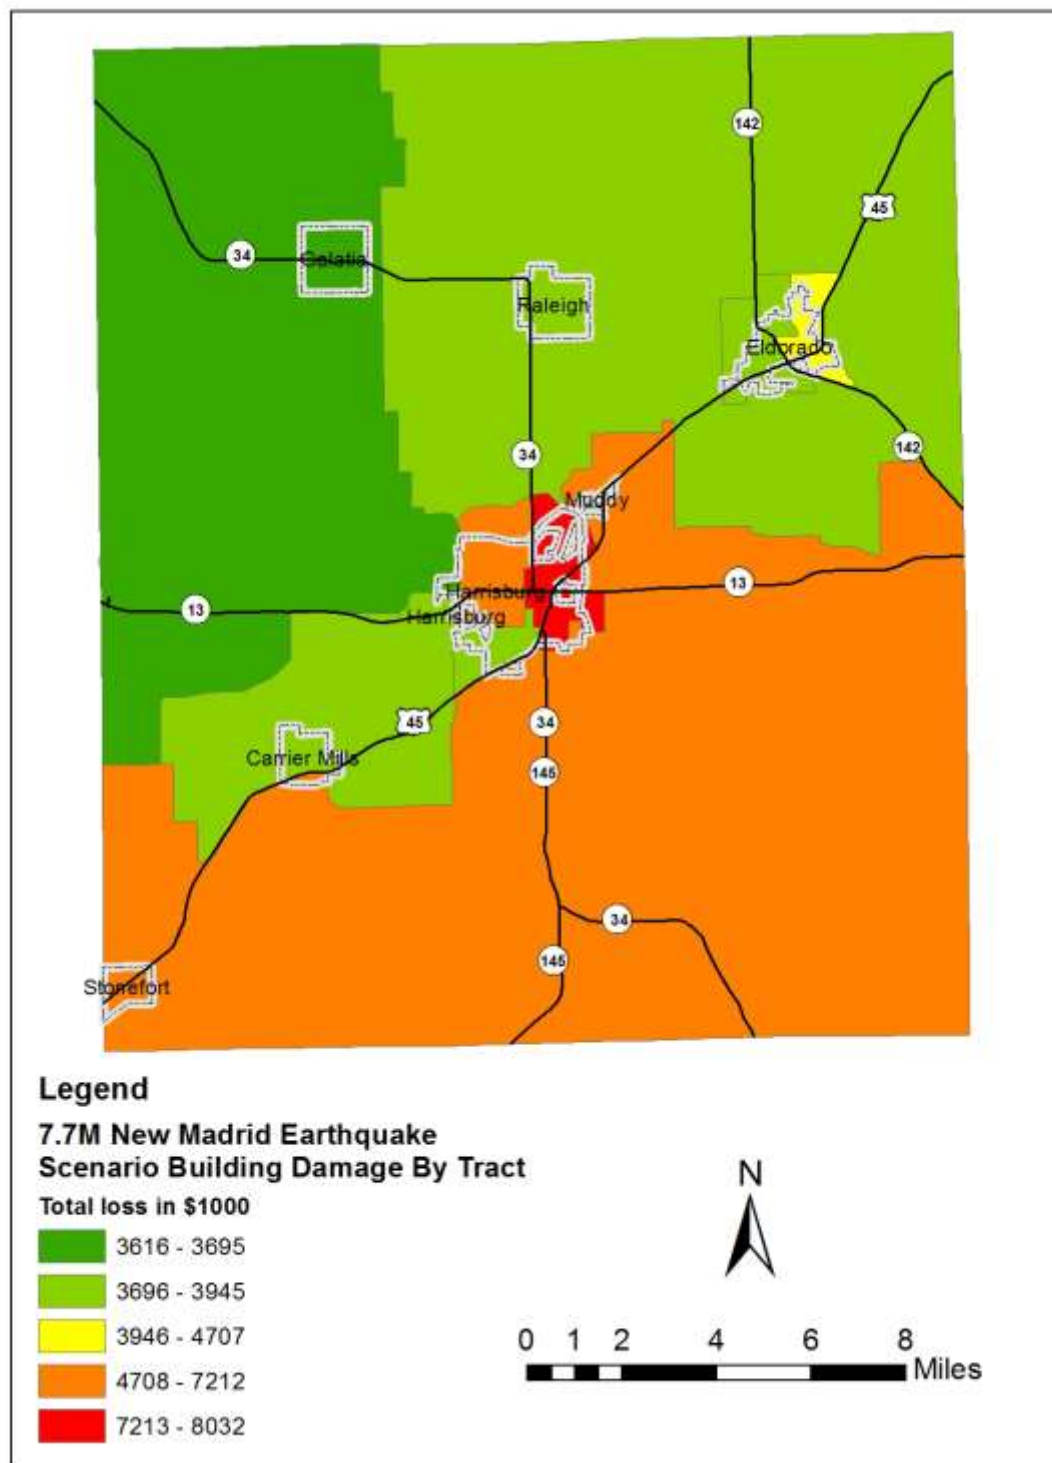 142
45
34
Galatia
Raleigh
Eldorado
34
142
Muddy
13
Harrisburg
13
Harrisburg
45
34
Carrier Mills
145
34
145
Stonefort
Legend
7.7M New Madrid Earthquake
Scenario Building Damage By Tract
Total loss in $1000
3616 - 3695
3696 - 3945
3946 - 4707
4708 - 7212
7213 - 8032
N
0 1 2 4 6 8
Miles